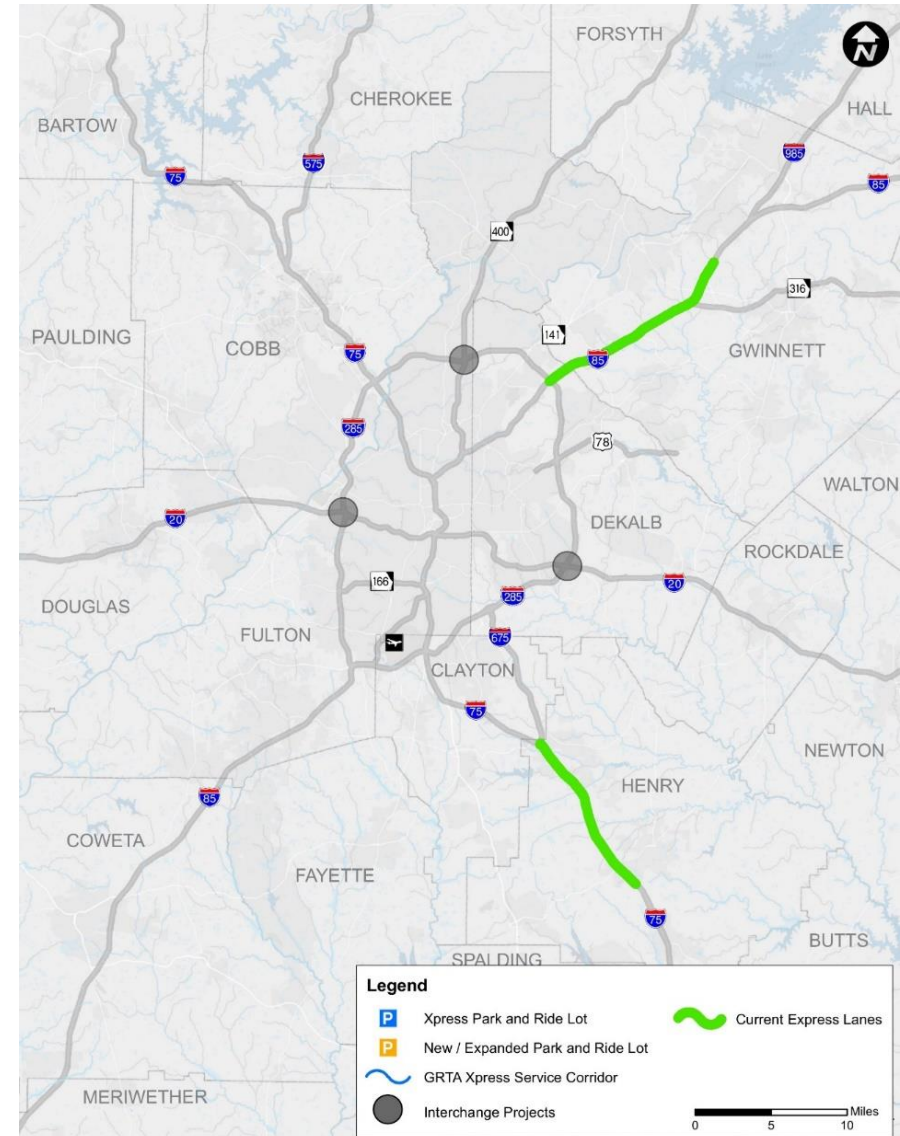 FORSYTH
N
CHEROKEE
HALL
BARTOW
985
575
75
85
400
316
141
PAULDING
COBB
75
85
GWINNETT
285
78
WALTON
20
DEKALB
ROCKDALE
166
20
285
DOUGLAS
FULTON
675
CLAYTON
75
NEWTON
HENRY
85
COWETA
FAYETTE
75
BUTTS
SPALDING
Legend
P Xpress Park and Ride Lot
Current Express Lanes
P New / Expanded Park and Ride Lot
GRTA Xpress Service Corridor
MERIWETHER
Interchange Projects
Miles
0 5 10